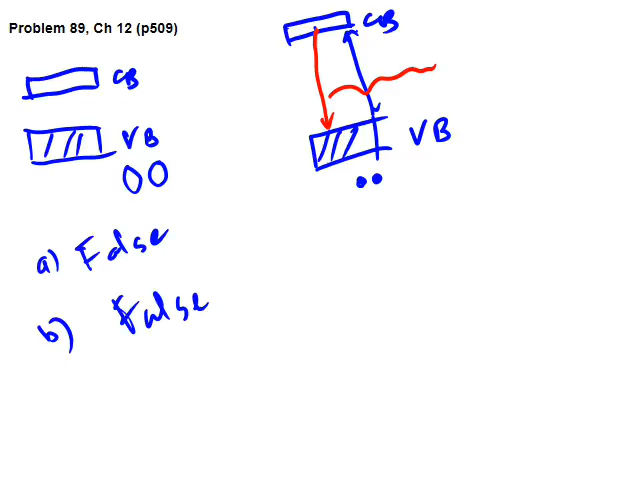 Problem 89, Ch 12 (p509)
CB
VB
CB
VB
a) False
b) False